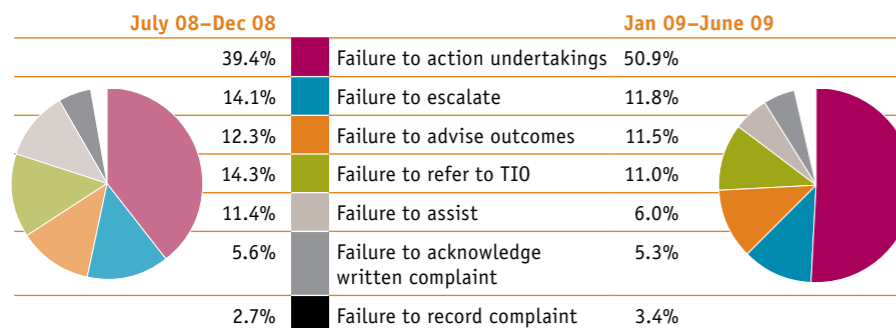 July 08–Dec 08 Jan 09–June 09
39.4% Failure to action undertakings 50.9%
14.1% Failure to escalate 11.8%
12.3% Failure to advise outcomes 11.5%
14.3% Failure to refer to TIO 11.0%
11.4% Failure to assist 6.0%
5.6% Failure to acknowledge 5.3%
written complaint
2.7% Failure to record complaint 3.4%